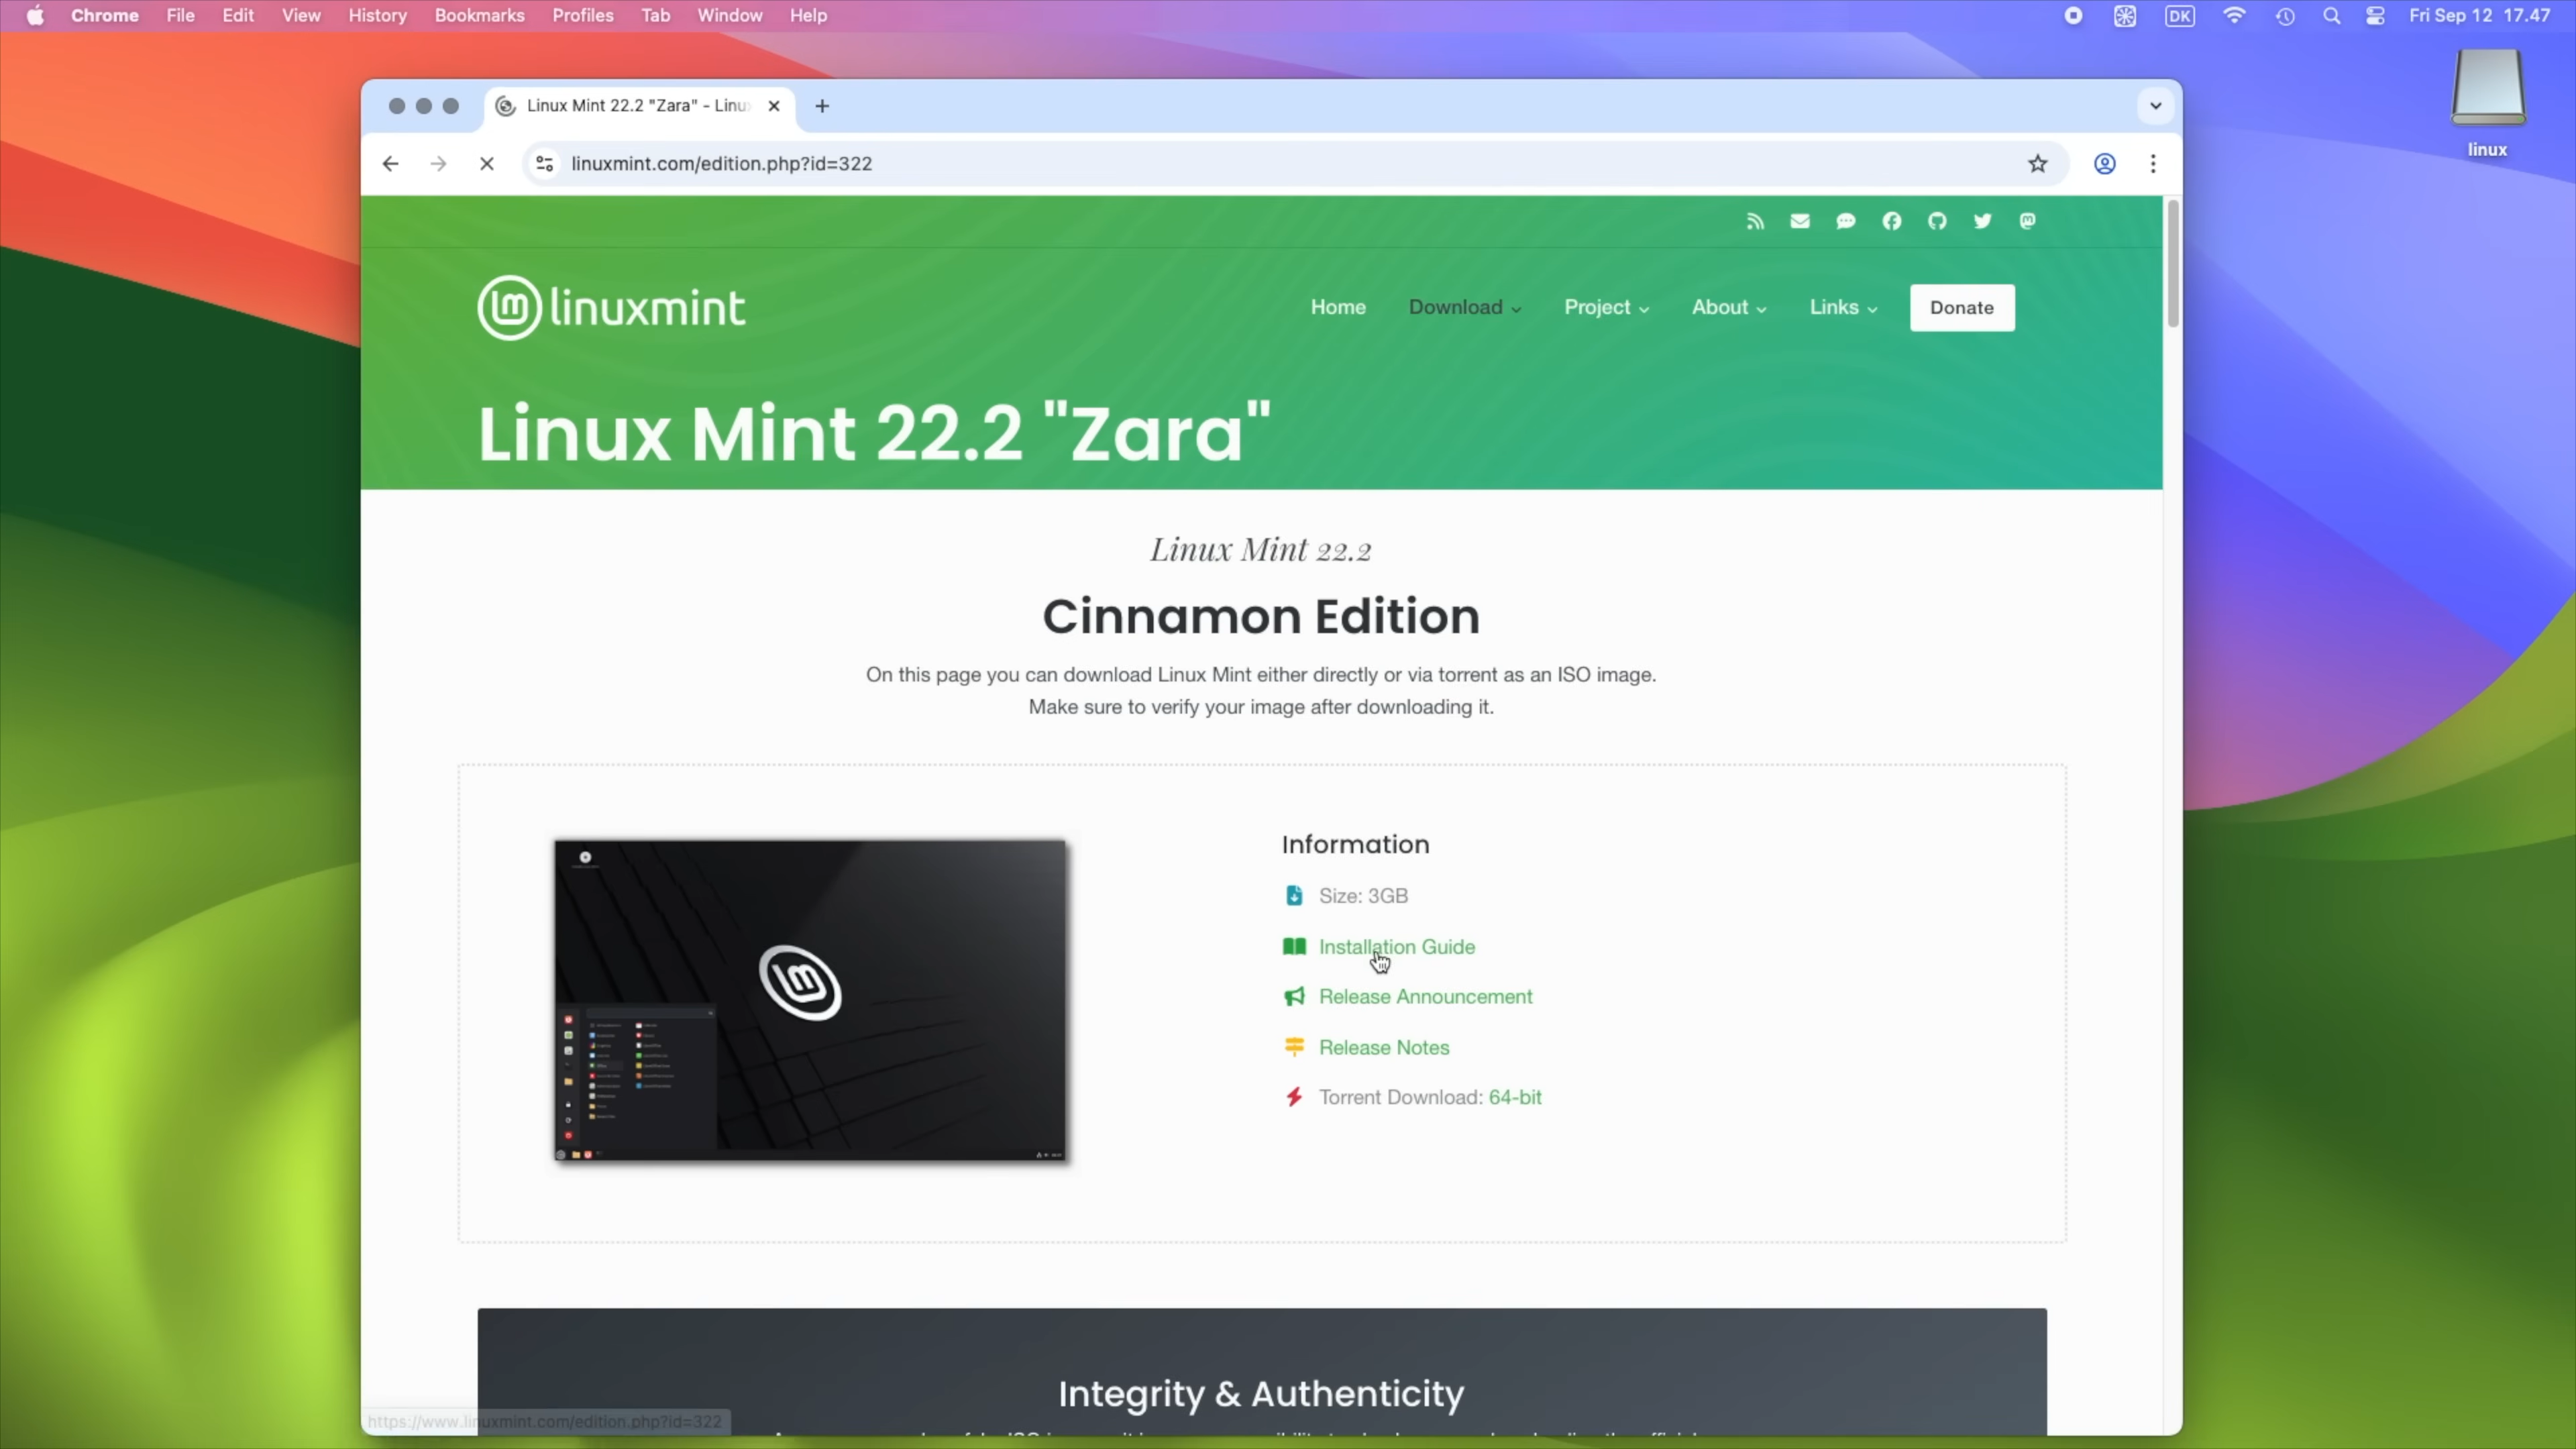 Chrome File Edit View History Bookmarks Profiles Tab Window Help DK Fri Sep 12 17.47
linux
Linux Mint 22.2 "Zara" - Linu
linuxmint.com/edition.php?id=322
linuxmint
Home Download Project About Links Donate
Linux Mint 22.2 "Zara"
Linux Mint 22.2
Cinnamon Edition
On this page you can download Linux Mint either directly or via torrent as an ISO image.
Make sure to verify your image after downloading it.
Information
Size: 3GB
Installation Guide
Release Announcement
Release Notes
Torrent Download: 64-bit
Integrity & Authenticity
https://www.linuxmint.com/edition.php?id=322